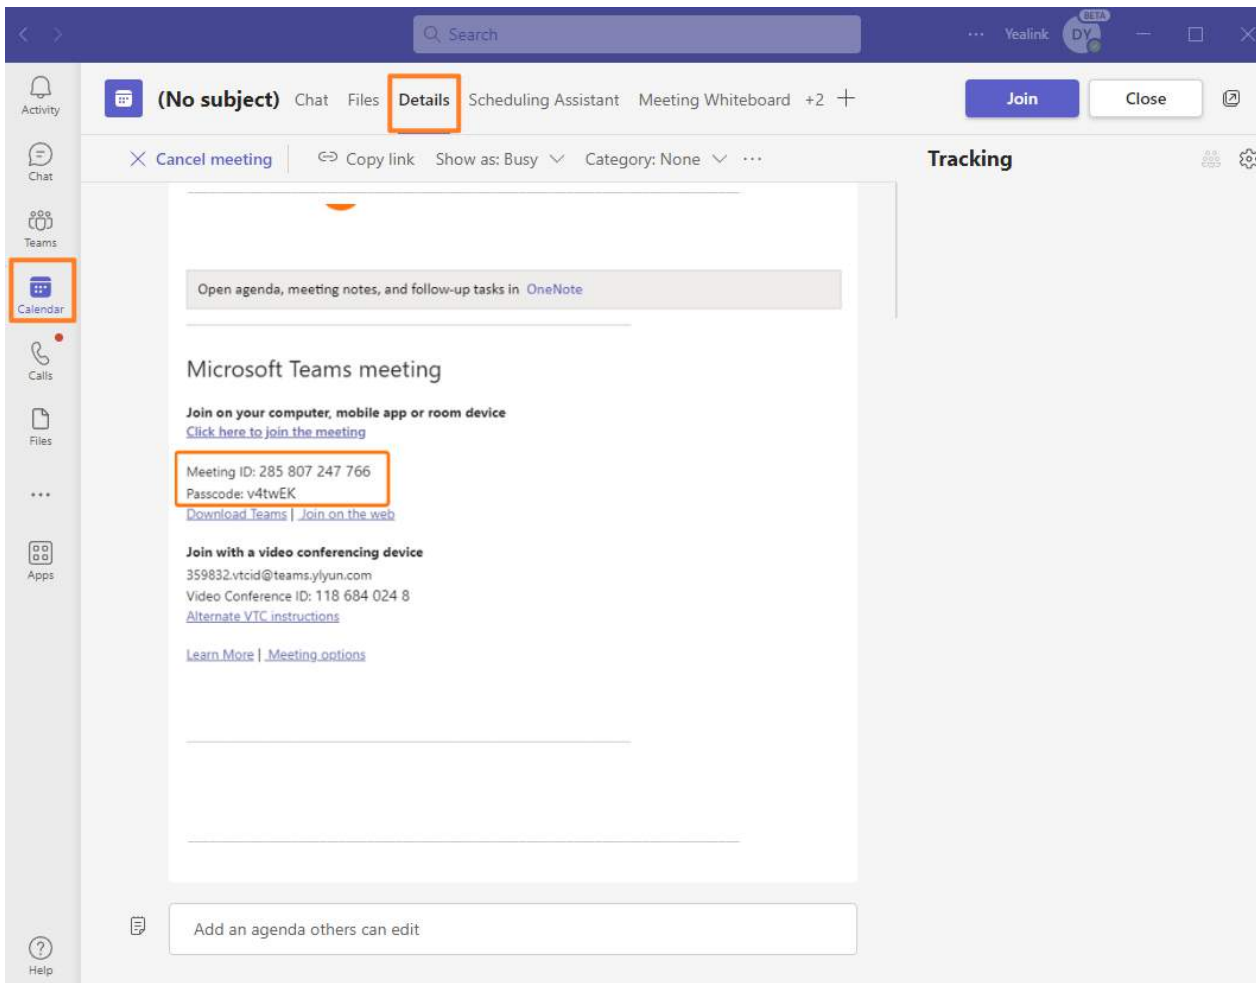 Search
Yealink
BETA
DY
Activity
Chat
Teams
Calendar
Calls
Files
Apps
Help
(No subject) Chat Files Details Scheduling Assistant Meeting Whiteboard +2
Join
Close
Cancel meeting
Copy link
Show as: Busy
Category: None
Tracking
Open agenda, meeting notes, and follow-up tasks in OneNote
Microsoft Teams meeting
Join on your computer, mobile app or room device
Click here to join the meeting
Meeting ID: 285 807 247 766
Passcode: v4twEK
Download Teams | Join on the web
Join with a video conferencing device
359832.vtcid@teams.ylyun.com
Video Conference ID: 118 684 024 8
Alternate VTC instructions
Learn More | Meeting options
Add an agenda others can edit